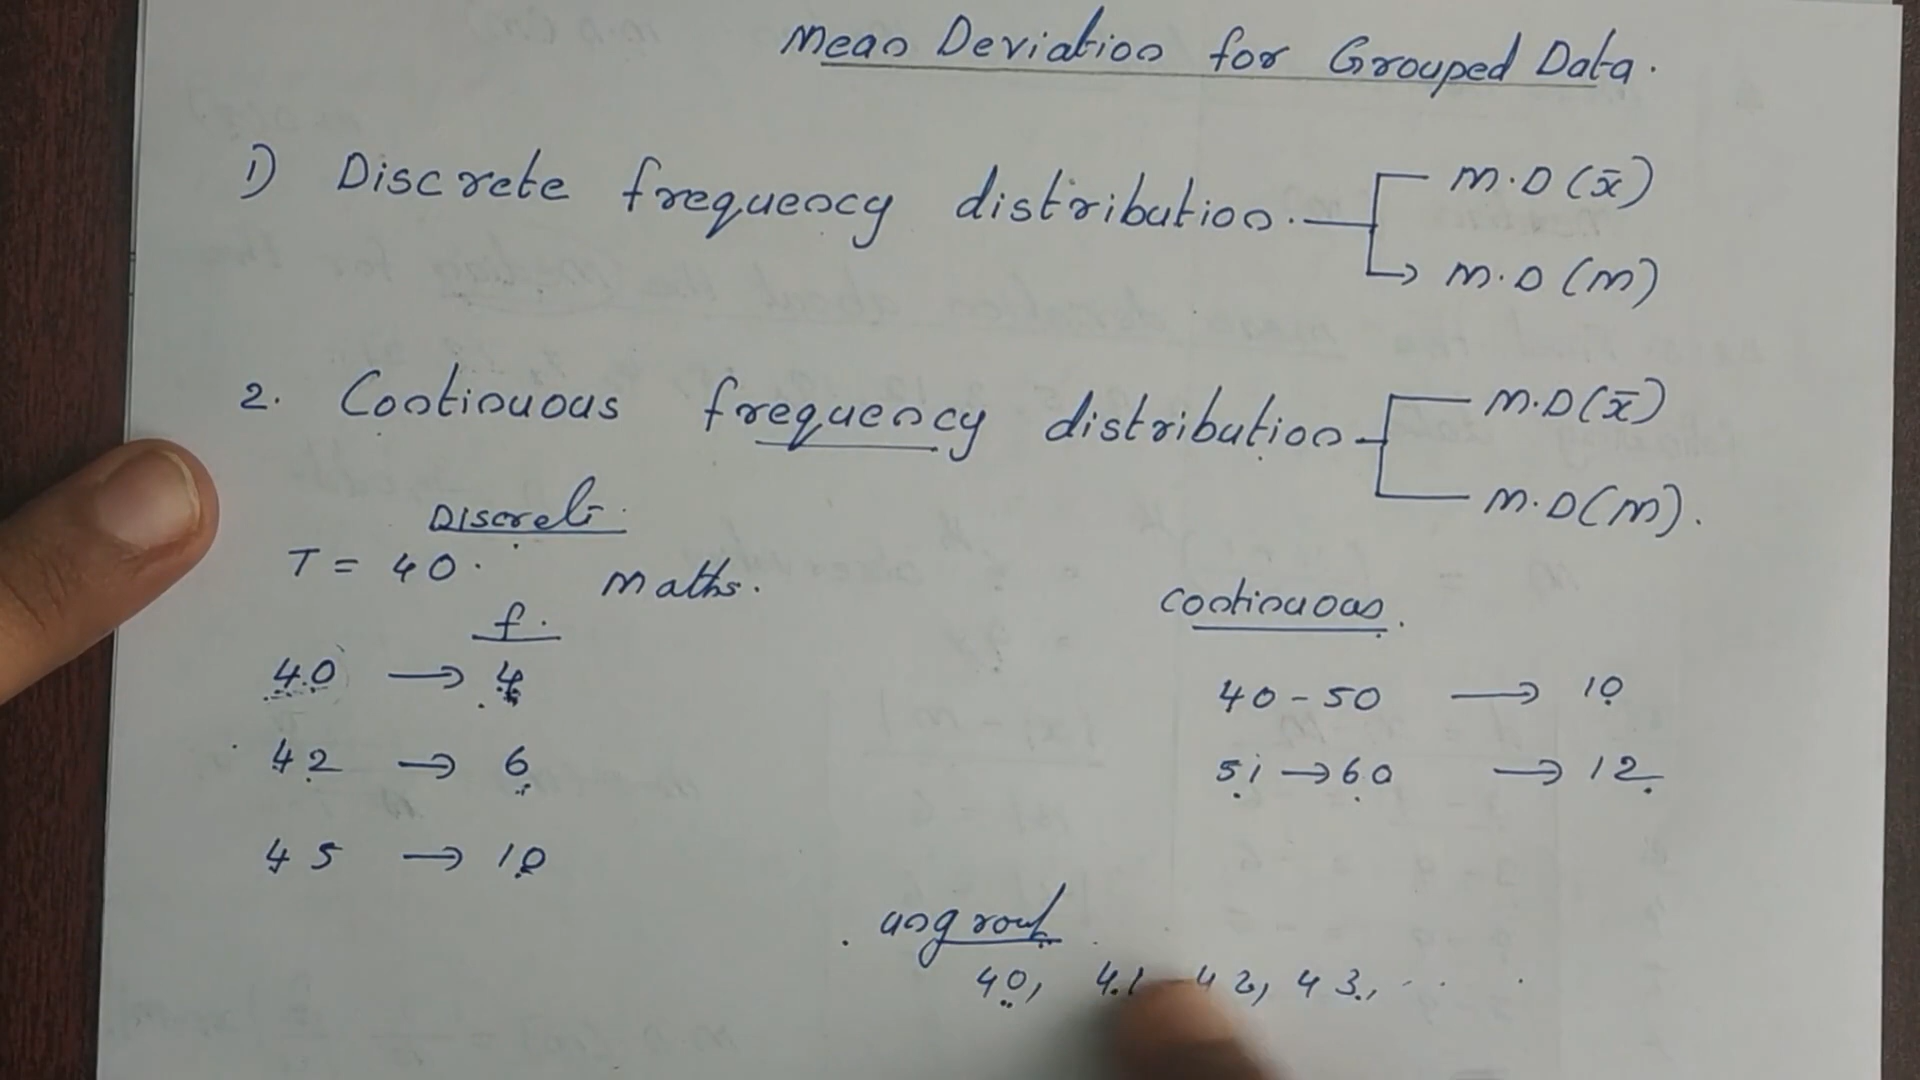 Mean Deviation for Grouped Data.
1) Discrete frequency distribution. M.D (x̄)
→ M.D (M)
2. Continuous frequency distribution M.D(x̄)
M.D(M).
Discrete
T = 40. Maths.
f.
40 → 4
42 → 6
45 → 10
Continuous.
40-50 → 10
51 → 60 → 12
ungroup
40, 41 42, 43, ...